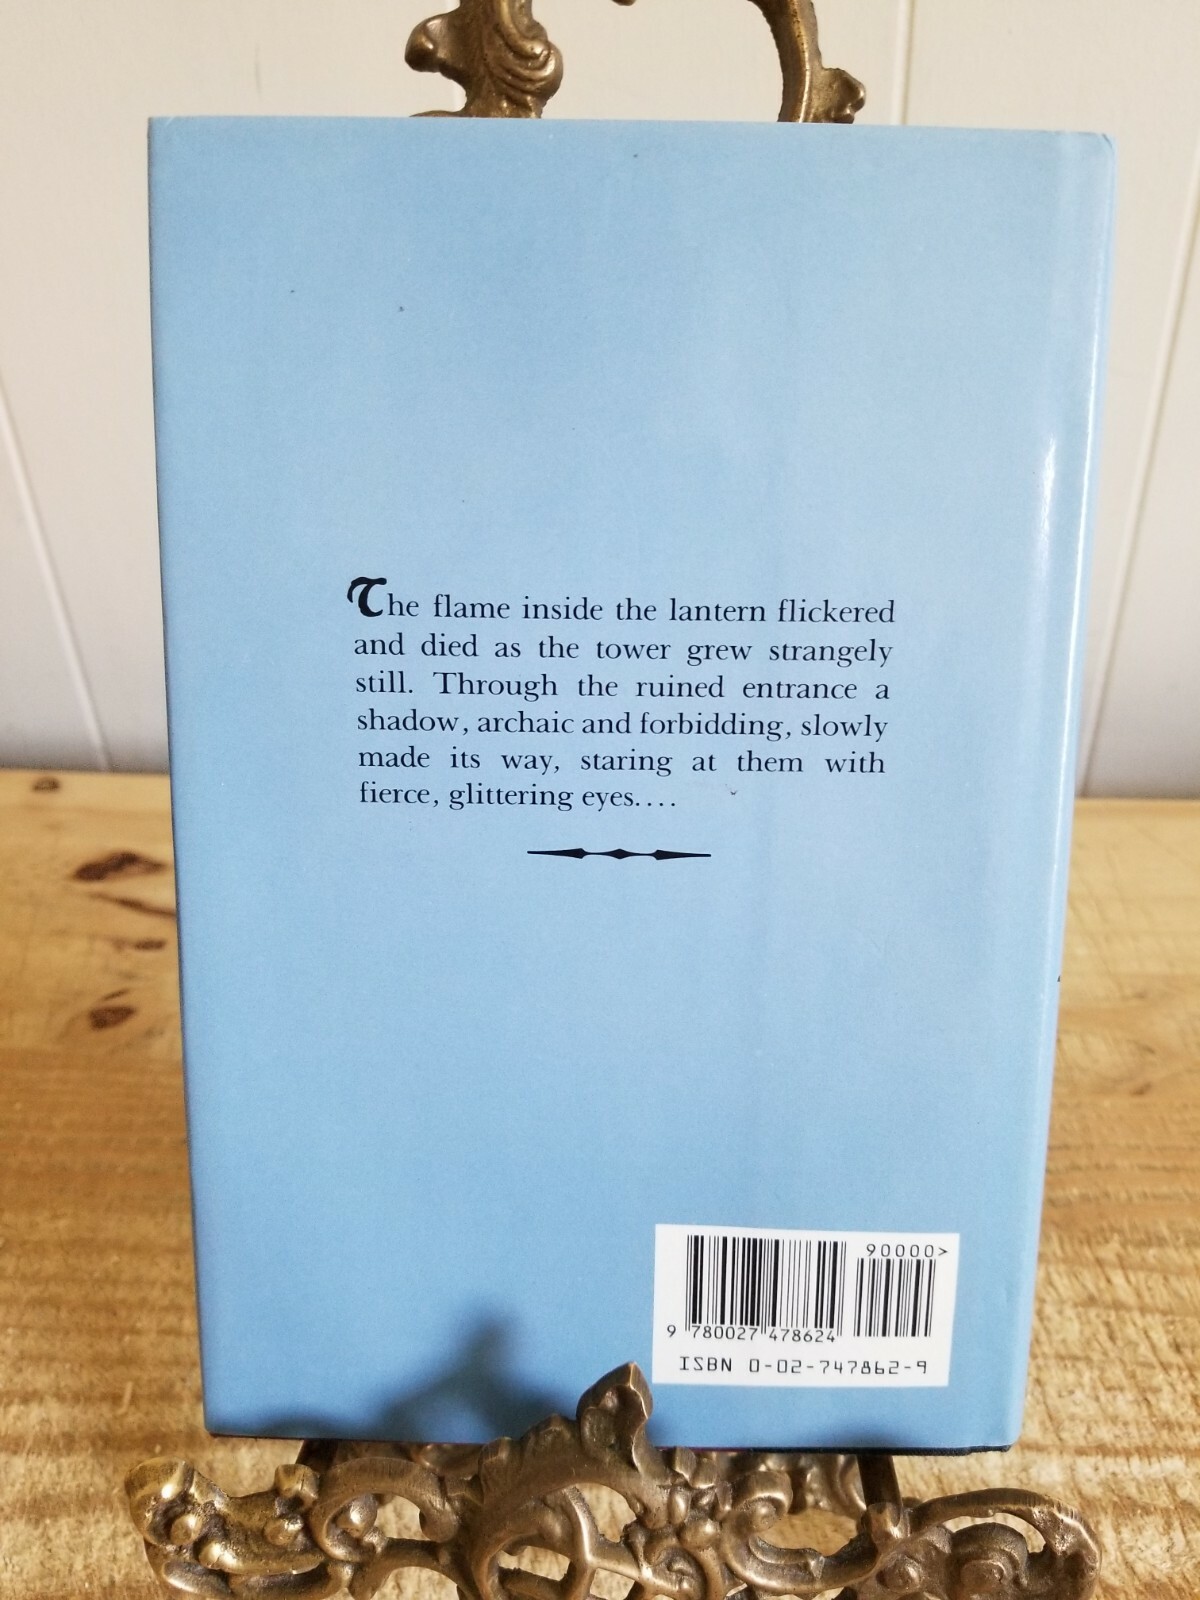 The flame inside the lantern flickered
and died as the tower grew strangely
still. Through the ruined entrance a
shadow, archaic and forbidding, slowly
made its way, staring at them with
fierce, glittering eyes....
90000>
9 780027 478624
ISBN 0-02-747862-9